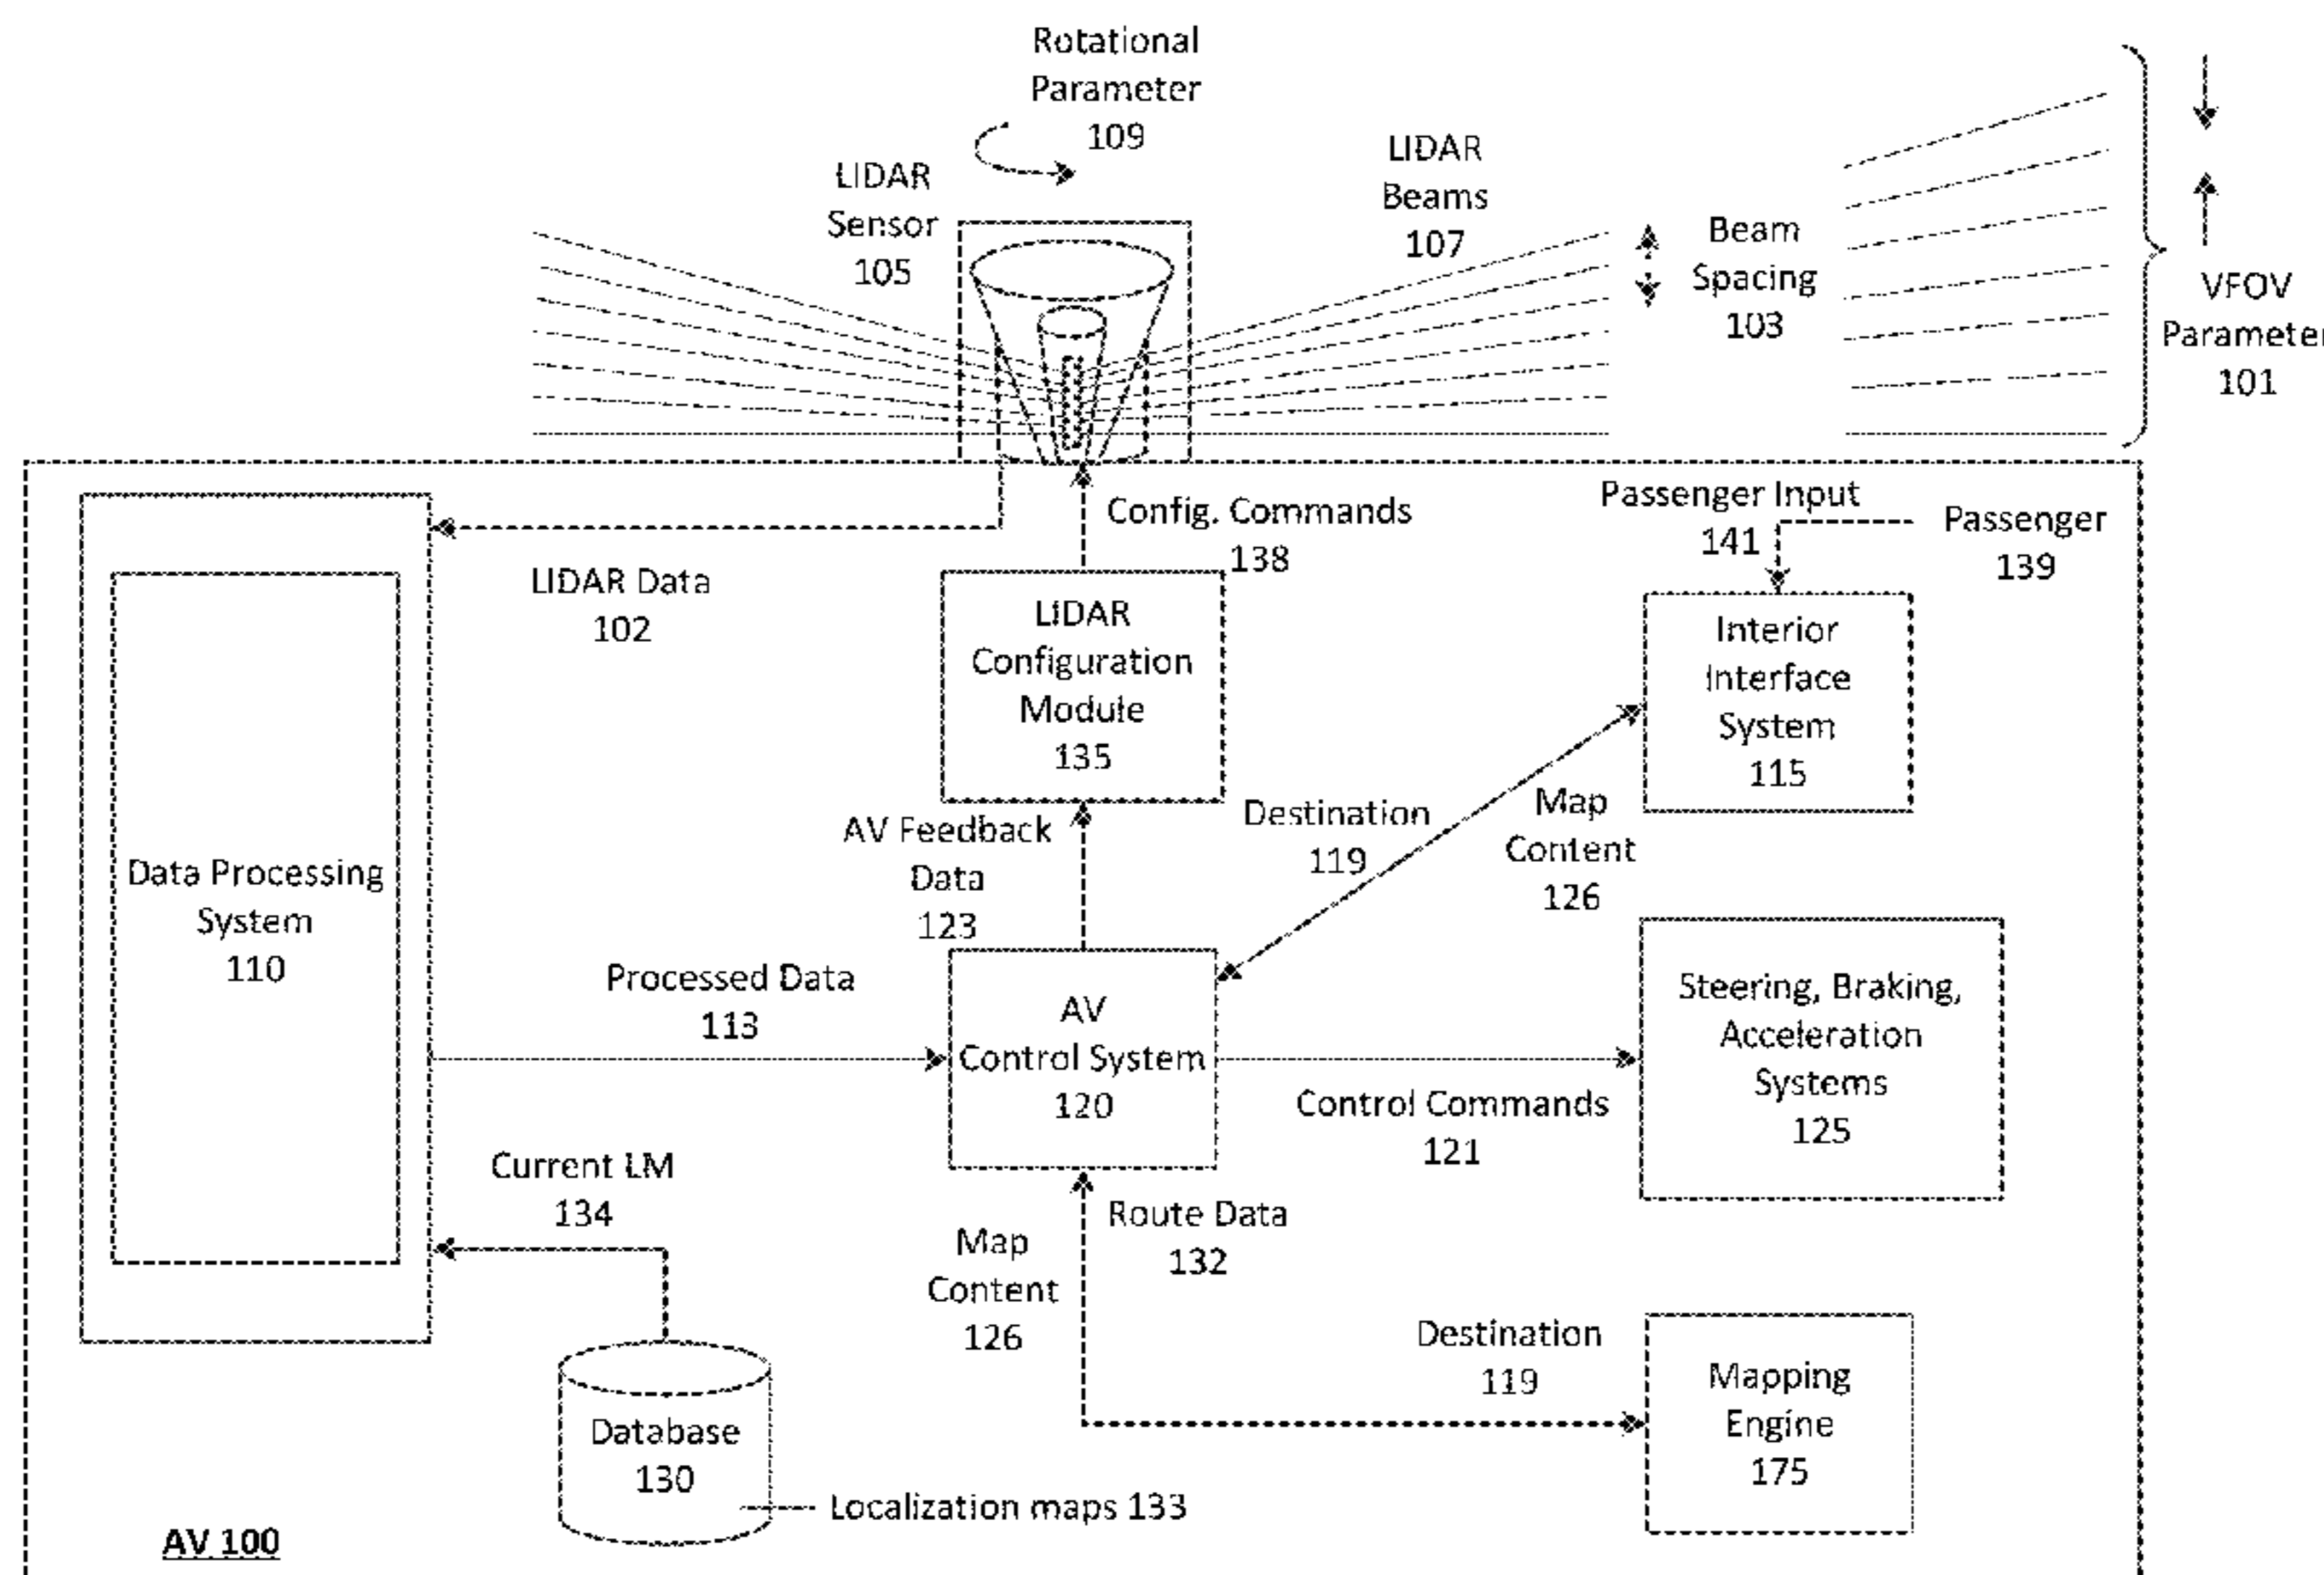 Rotational
Parameter
109
LIDAR
Sensor
105
LIDAR
Beams
107
Beam
Spacing
103
VFOV
Parameter
101
Config. Commands
138
Passenger Input
141
Passenger
139
LIDAR Data
102
LIDAR
Configuration
Module
135
Interior
Interface
System
115
AV Feedback
Data
123
Destination
119
Map
Content
126
Data Processing
System
110
Processed Data
113
AV
Control System
120
Steering, Braking,
Acceleration
Systems
125
Control Commands
121
Current LM
134
Map
Content
126
Route Data
132
Destination
119
Mapping
Engine
175
Database
130
Localization maps 133
AV 100